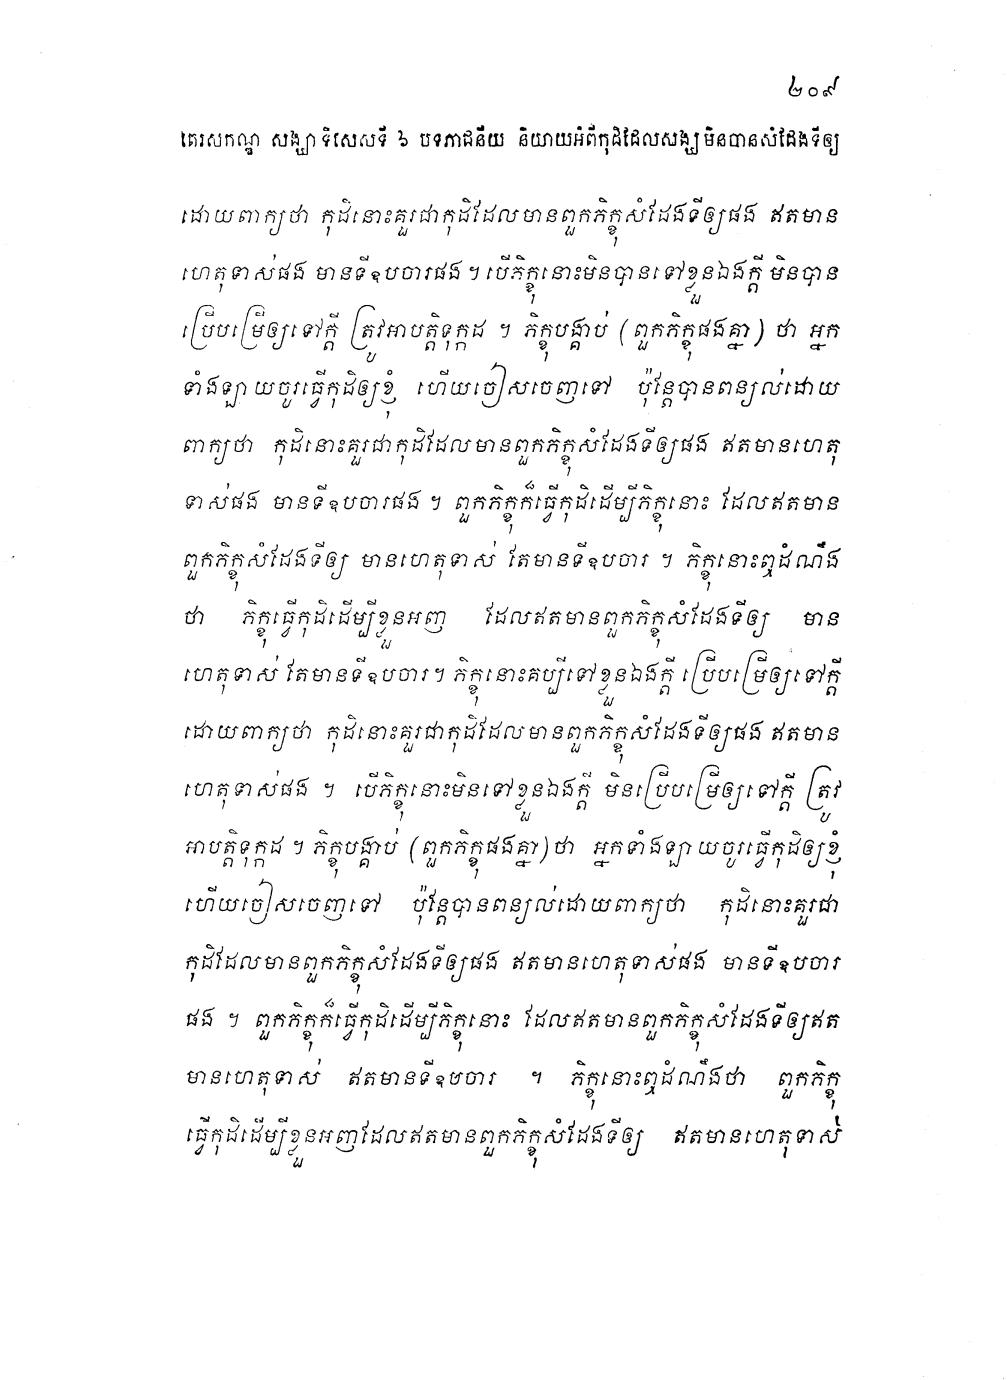 ២០៩
តេរសកណ្ឌ សង្ឃាទិសេសទី ៦ បទភាជនីយ និយាយអំពីកុដិដែលសង្ឃមិនបានសំដែងទីឲ្យ
ដោយពាក្យថា កុដិនោះគួរជាកុដិដែលមានពួកភិក្ខុសំដែងទីឲ្យផង ឥតមាន
ហេតុទាស់ផង មានទីឧបចារផង ។ បើភិក្ខុនោះមិនបានទៅខ្លួនឯងក្តី មិនបាន
ប្រើបម្រើឲ្យទៅក្តី ត្រូវអាបត្តិទុក្កដ ។ ភិក្ខុបង្គាប់ (ពួកភិក្ខុផងគ្នា) ថា អ្នក
ទាំងឡាយចូរធ្វើកុដិឲ្យខ្ញុំ ហើយចៀសចេញទៅ ប៉ុន្តែបានពន្យល់ដោយ
ពាក្យថា កុដិនោះគួរជាកុដិដែលមានពួកភិក្ខុសំដែងទីឲ្យផង ឥតមានហេតុ
ទាស់ផង មានទីឧបចារផង ។ ពួកភិក្ខុក៏ធ្វើកុដិដើម្បីភិក្ខុនោះ ដែលឥតមាន
ពួកភិក្ខុសំដែងទីឲ្យ មានហេតុទាស់ តែមានទីឧបចារ ។ ភិក្ខុនោះឮដំណឹង
ថា ភិក្ខុធ្វើកុដិដើម្បីខ្លួនអញ ដែលឥតមានពួកភិក្ខុសំដែងទីឲ្យ មាន
ហេតុទាស់ តែមានទីឧបចារ ។ ភិក្ខុនោះគប្បីទៅខ្លួនឯងក្តី ប្រើបម្រើឲ្យទៅក្តី
ដោយពាក្យថា កុដិនោះគួរជាកុដិដែលមានពួកភិក្ខុសំដែងទីឲ្យផង ឥតមាន
ហេតុទាស់ផង ។ បើភិក្ខុនោះមិនទៅខ្លួនឯងក្តី មិនប្រើបម្រើឲ្យទៅក្តី ត្រូវ
អាបត្តិទុក្កដ ។ ភិក្ខុបង្គាប់ (ពួកភិក្ខុផងគ្នា) ថា អ្នកទាំងឡាយចូរធ្វើកុដិឲ្យខ្ញុំ
ហើយចៀសចេញទៅ ប៉ុន្តែបានពន្យល់ដោយពាក្យថា កុដិនោះគួរជា
កុដិដែលមានពួកភិក្ខុសំដែងទីឲ្យផង ឥតមានហេតុទាស់ផង មានទីឧបចារ
ផង ។ ពួកភិក្ខុក៏ធ្វើកុដិដើម្បីភិក្ខុនោះ ដែលឥតមានពួកភិក្ខុសំដែងទីឲ្យឥត
មានហេតុទាស់ ឥតមានទីឧបចារ ។ ភិក្ខុនោះឮដំណឹងថា ពួកភិក្ខុ
ធ្វើកុដិដើម្បីខ្លួនអញដែលឥតមានពួកភិក្ខុសំដែងទីឲ្យ ឥតមានហេតុទាស់